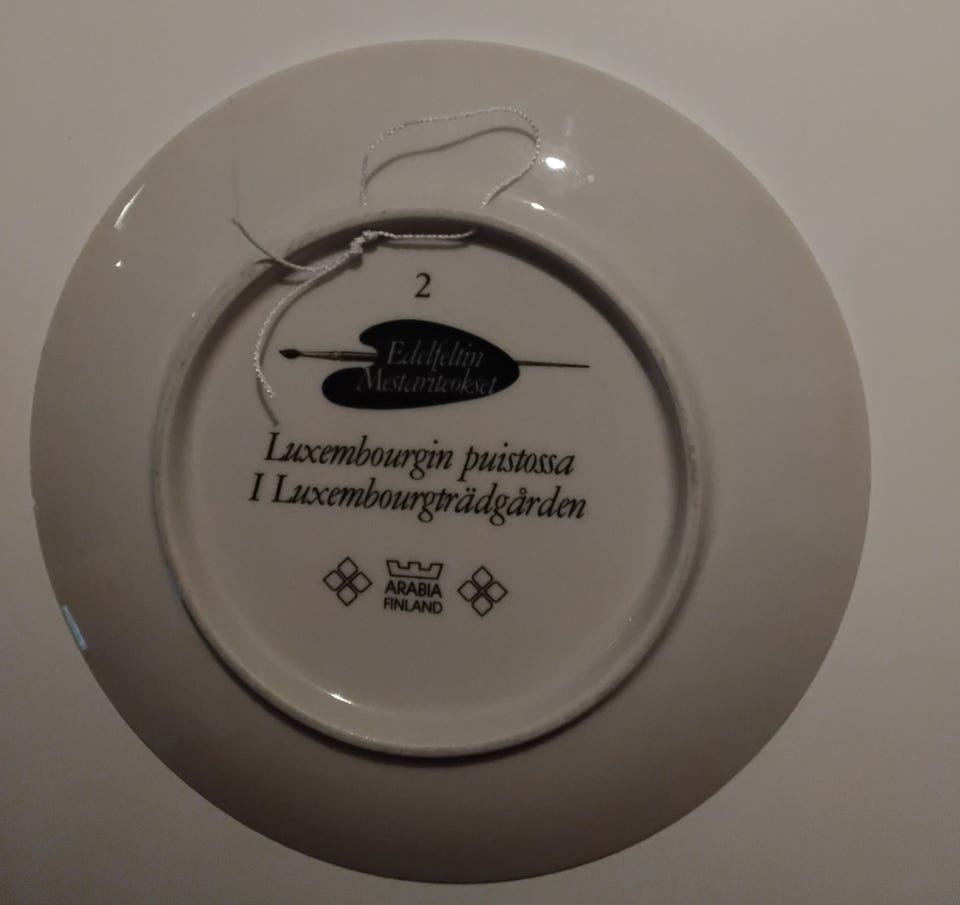 2
Edelfeltin
Mestariteokset
Luxembourgin puistossa
I Luxembourgträdgården
ARABIA
FINLAND